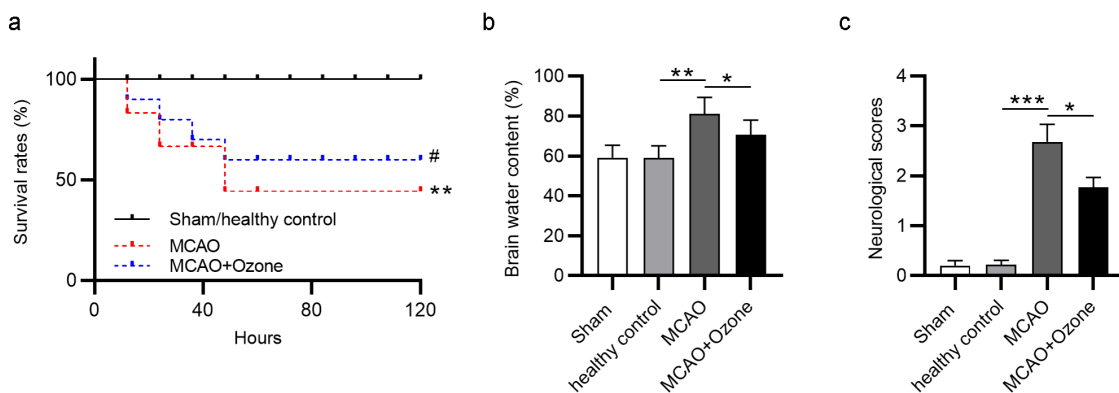 a
Survival rates (%)
100
50
0
0 40 80 120
Hours
#
**
Sham/healthy control
MCAO
MCAO+Ozone
b
Brain water content (%)
100
80
60
40
20
0
** *
Sham
healthy control
MCAO
MCAO+Ozone
c
Neurological scores
4
3
2
1
0
*** *
Sham
healthy control
MCAO
MCAO+Ozone